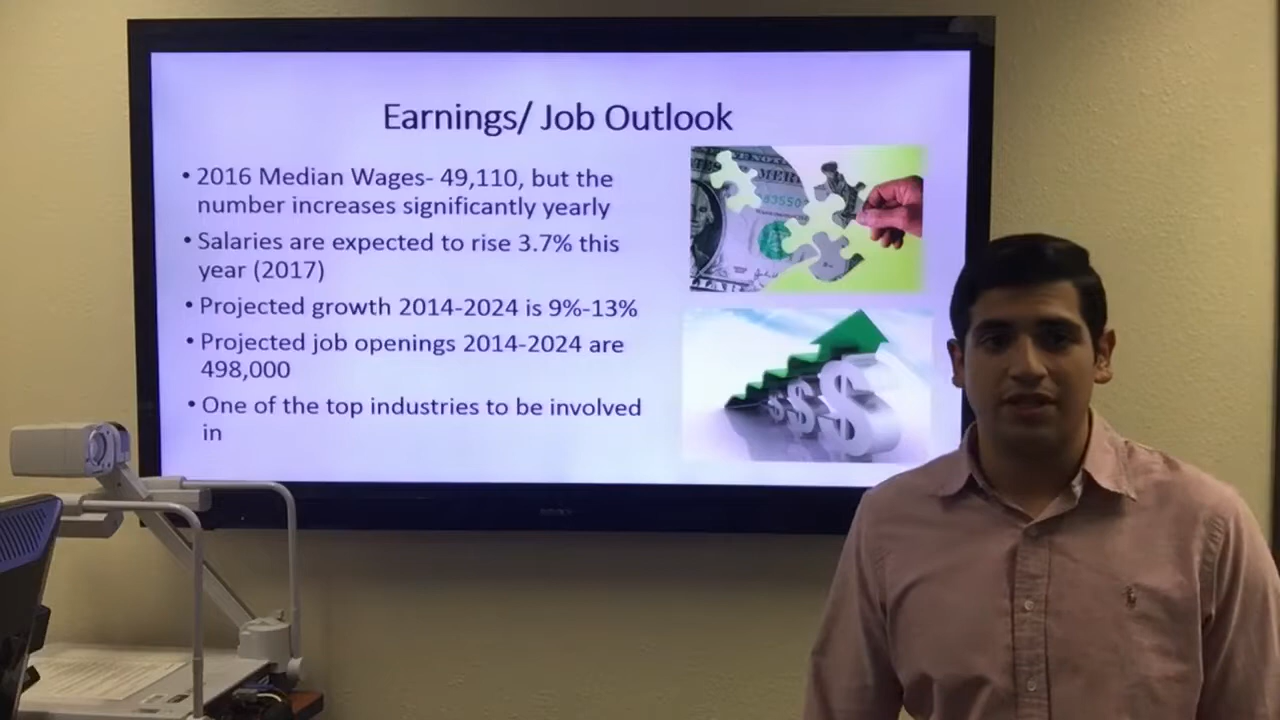 Earnings/ Job Outlook
• 2016 Median Wages- 49,110, but the
number increases significantly yearly
• Salaries are expected to rise 3.7% this
year (2017)
• Projected growth 2014-2024 is 9%-13%
• Projected job openings 2014-2024 are
498,000
• One of the top industries to be involved
in